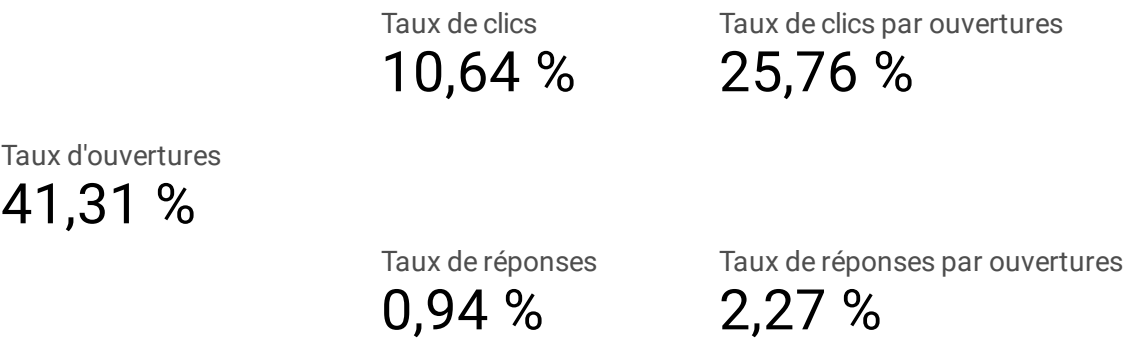 Taux de clics
10,64 %
Taux de clics par ouvertures
25,76 %
Taux d'ouvertures
41,31 %
Taux de réponses
0,94 %
Taux de réponses par ouvertures
2,27 %